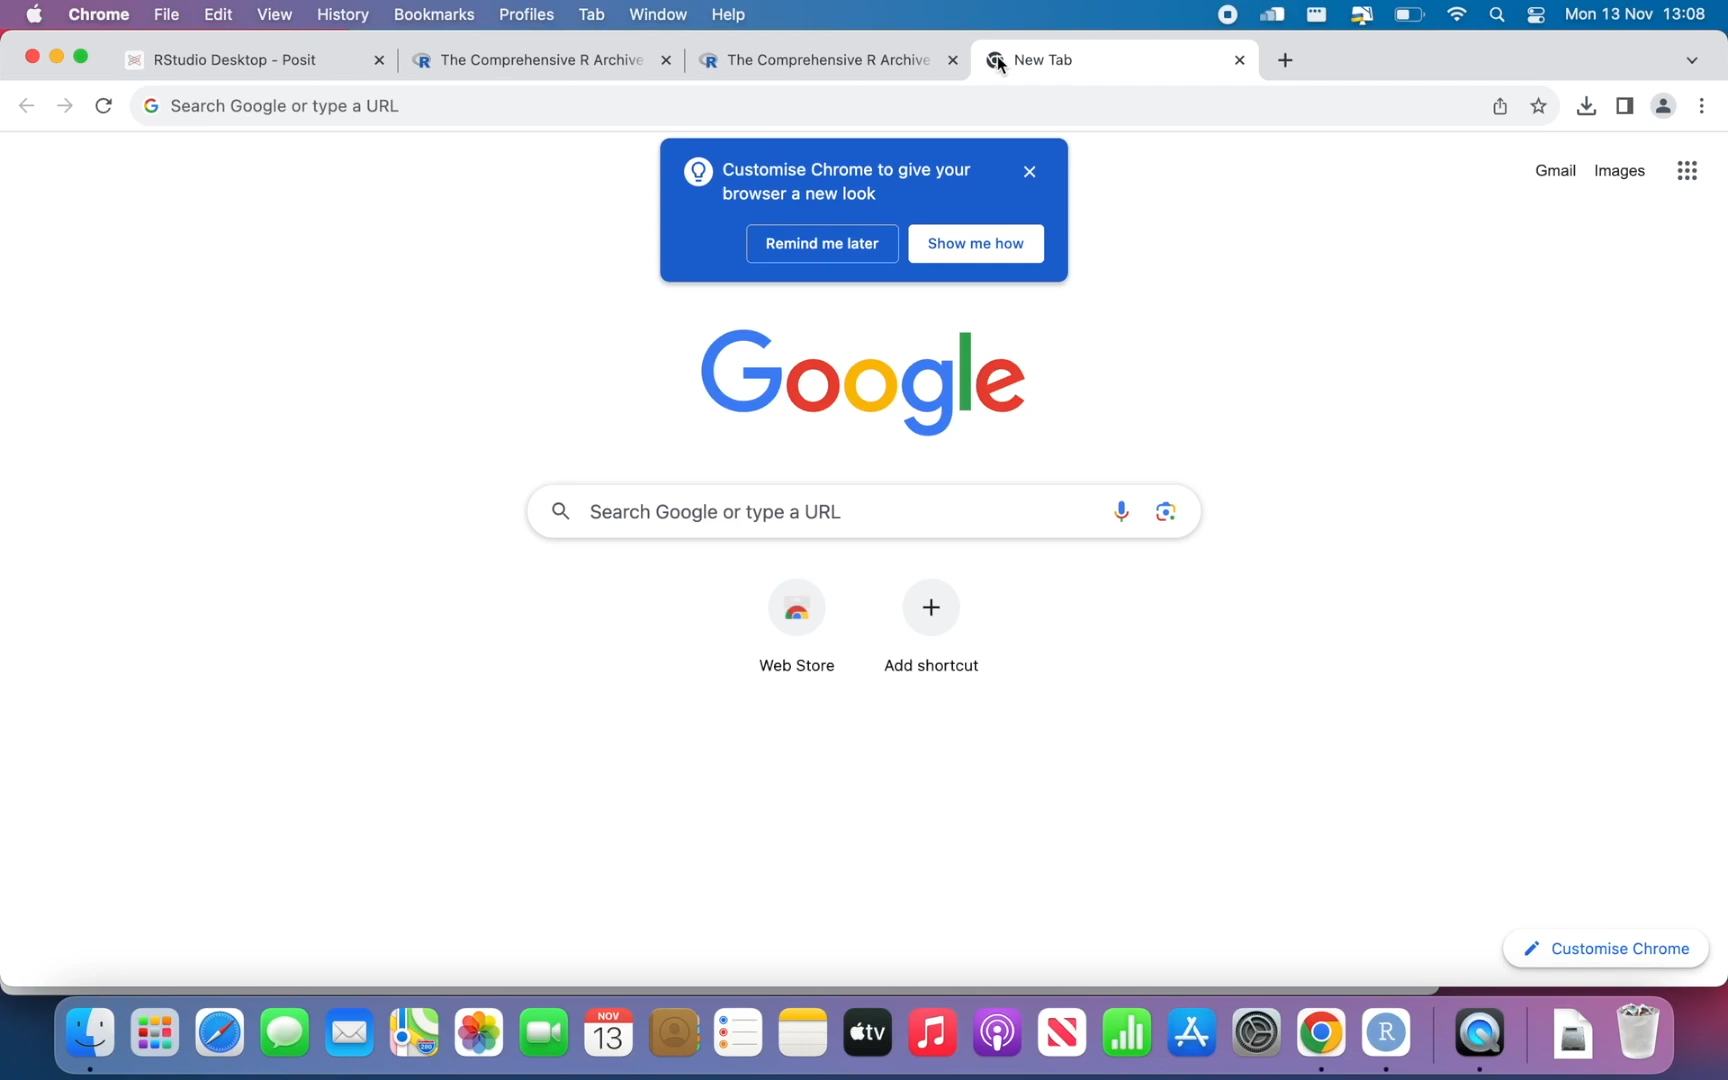 Chrome File Edit View History Bookmarks Profiles Tab Window Help Mon 13 Nov 13:08
RStudio Desktop - Posit The Comprehensive R Archive The Comprehensive R Archive New Tab
Search Google or type a URL
Customise Chrome to give your
browser a new look
Remind me later Show me how
Gmail Images
Google
Search Google or type a URL
Web Store Add shortcut
Customise Chrome
NOV
13
tv
R